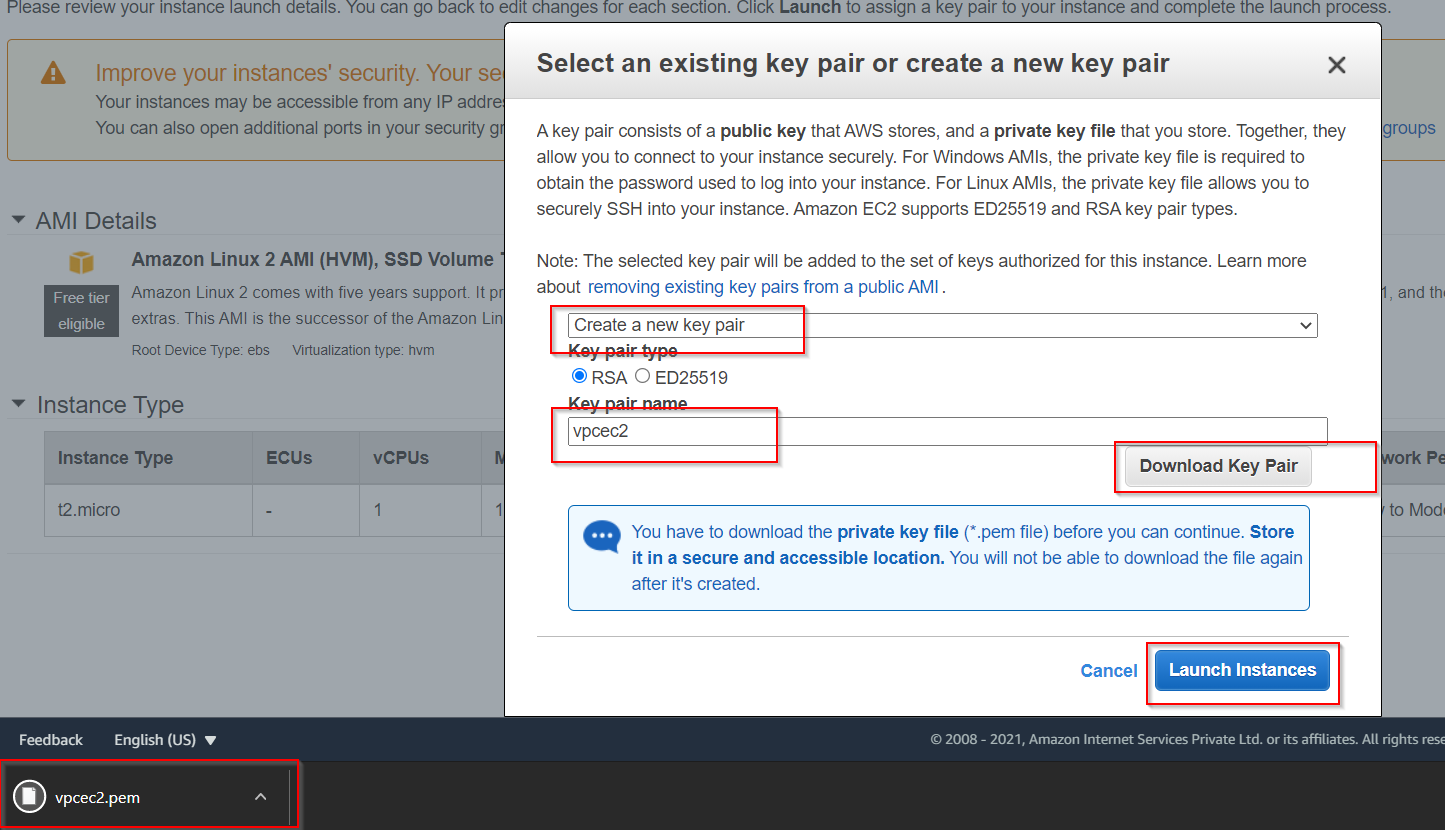 Please review your instance launch details. You can go back to edit changes for each section. Click Launch to assign a key pair to your instance and complete the launch process.
Improve your instances' security. Your se
Your instances may be accessible from any IP addre
You can also open additional ports in your security gr
groups
Select an existing key pair or create a new key pair
A key pair consists of a public key that AWS stores, and a private key file that you store. Together, they
allow you to connect to your instance securely. For Windows AMIs, the private key file is required to
obtain the password used to log into your instance. For Linux AMIs, the private key file allows you to
securely SSH into your instance. Amazon EC2 supports ED25519 and RSA key pair types.
Note: The selected key pair will be added to the set of keys authorized for this instance. Learn more
about removing existing key pairs from a public AMI .
Create a new key pair
Key pair type
RSA ED25519
Key pair name
vpcec2
Download Key Pair
You have to download the private key file (*.pem file) before you can continue. Store
it in a secure and accessible location. You will not be able to download the file again
after it's created.
Cancel Launch Instances
AMI Details
Amazon Linux 2 AMI (HVM), SSD Volume T
Free tier
eligible
Amazon Linux 2 comes with five years support. It pr
1, and the
extras. This AMI is the successor of the Amazon Lin
Root Device Type: ebs Virtualization type: hvm
Instance Type
Instance Type ECUs vCPUs M
work Pe
t2.micro - 1 1
to Mode
Feedback English (US)
© 2008 - 2021, Amazon Internet Services Private Ltd. or its affiliates. All rights rese
vpcec2.pem